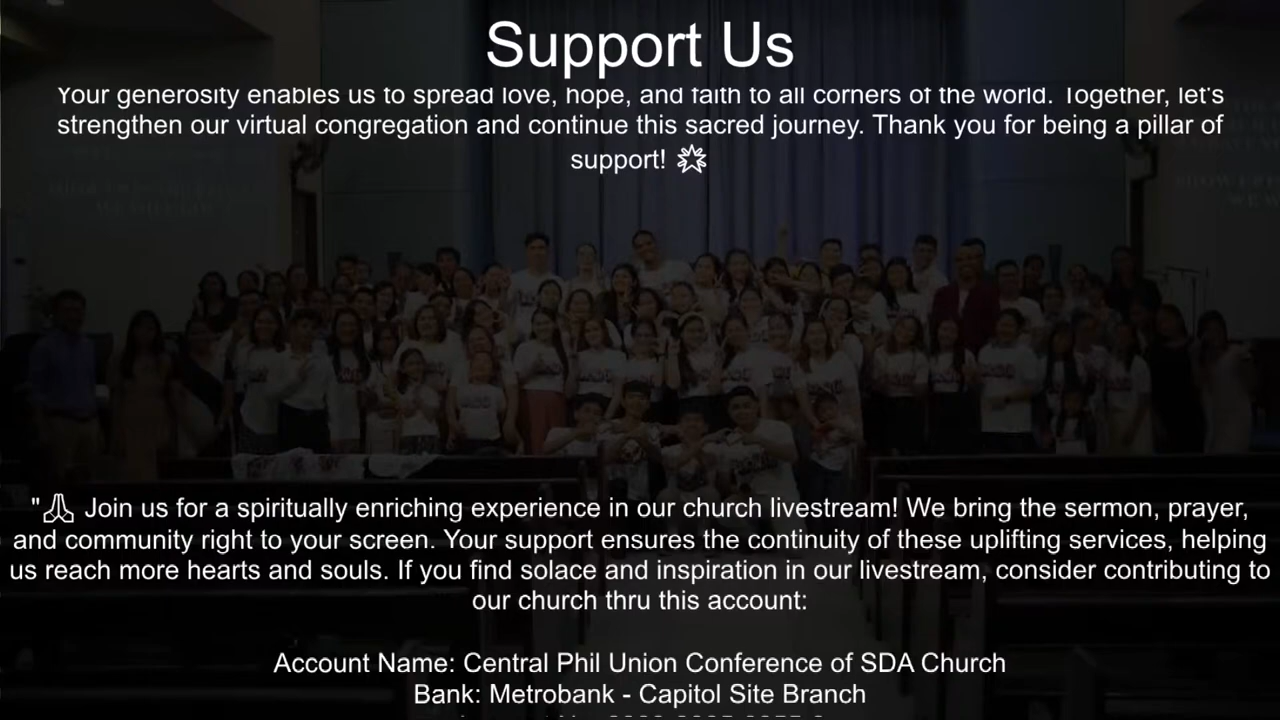 Support Us
Your generosity enables us to spread love, hope, and faith to all corners of the world. Together, let's
strengthen our virtual congregation and continue this sacred journey. Thank you for being a pillar of
support! 🌟
"🙏 Join us for a spiritually enriching experience in our church livestream! We bring the sermon, prayer,
and community right to your screen. Your support ensures the continuity of these uplifting services, helping
us reach more hearts and souls. If you find solace and inspiration in our livestream, consider contributing to
our church thru this account:
Account Name: Central Phil Union Conference of SDA Church
Bank: Metrobank - Capitol Site Branch